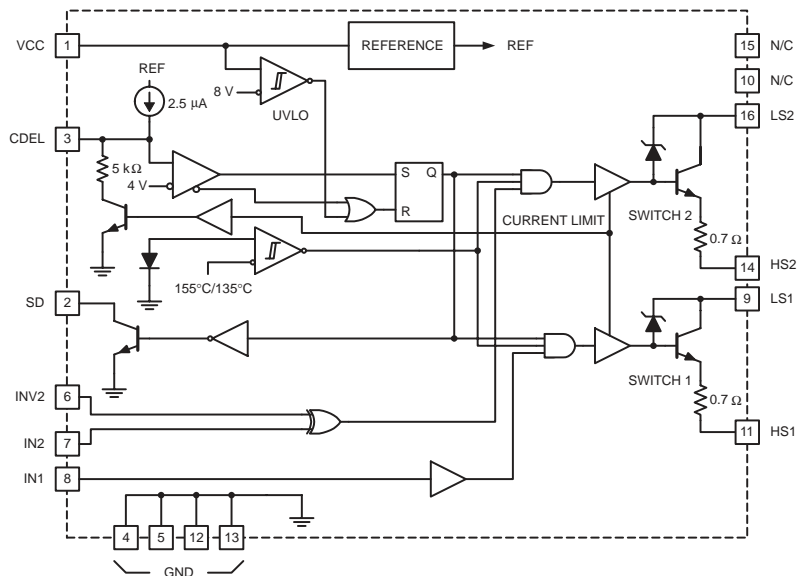 VCC 1 REFERENCE REF 15 N/C
REF 10 N/C
8 V 2.5 µA 16 LS2
UVLO
CDEL 3
5 kΩ
4 V S Q
R
CURRENT LIMIT SWITCH 2
0.7 Ω
155°C/135°C 14 HS2
SD 2 9 LS1
SWITCH 1
INV2 6 0.7 Ω
IN2 7 11 HS1
IN1 8
4 5 12 13
GND